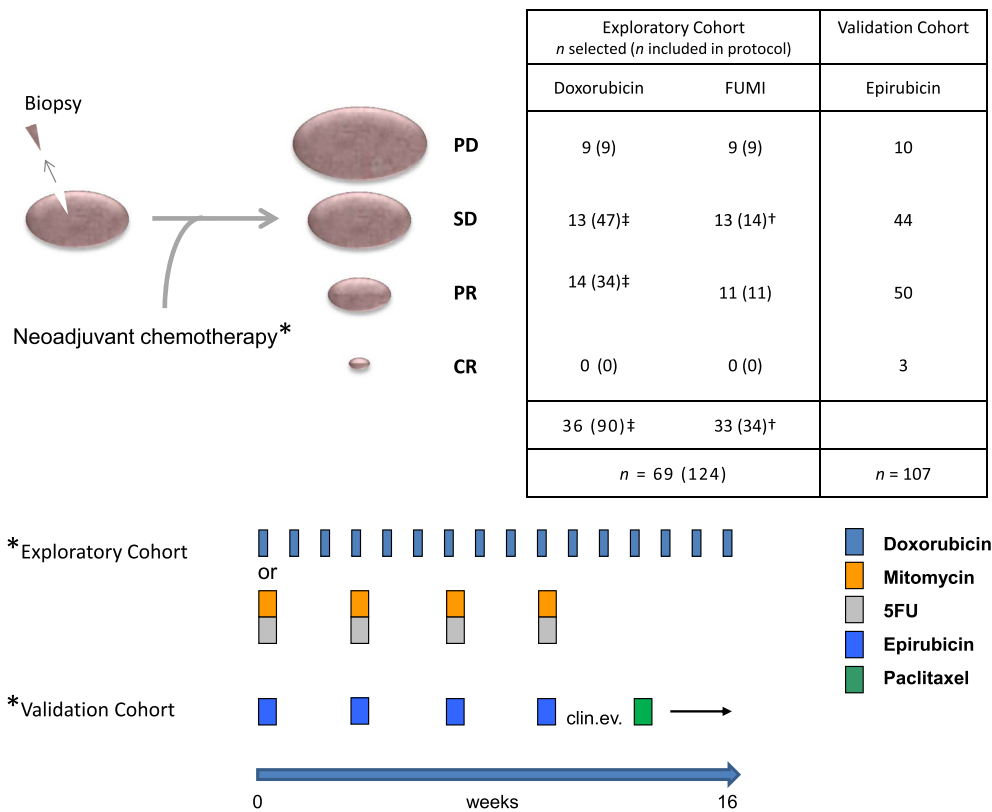 Biopsy
Neoadjuvant chemotherapy*
PD
SD
PR
CR
Exploratory Cohort
n selected (n included in protocol)
Validation Cohort
Doxorubicin
FUMI
Epirubicin
9 (9)
9 (9)
10
13 (47)‡
13 (14)†
44
14 (34)‡
11 (11)
50
0 (0)
0 (0)
3
36 (90)‡
33 (34)†
n = 69 (124)
n = 107
*Exploratory Cohort
or
*Validation Cohort
clin.ev.
0
weeks
16
Doxorubicin
Mitomycin
5FU
Epirubicin
Paclitaxel